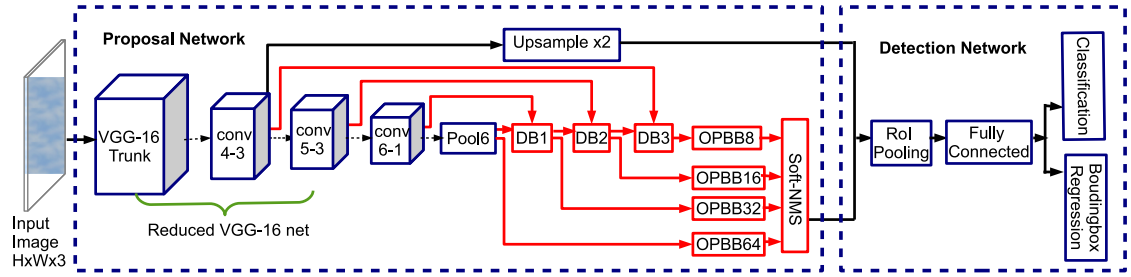 Proposal Network
Upsample x2
Detection Network
VGG-16
Trunk
conv
4-3
conv
5-3
conv
6-1
Pool6
DB1
DB2
DB3
OPBB8
OPBB16
OPBB32
OPBB64
Soft-NMS
RoI
Pooling
Fully
Connected
Classification
Boudingbox
Regression
Reduced VGG-16 net
Input
Image
HxWx3